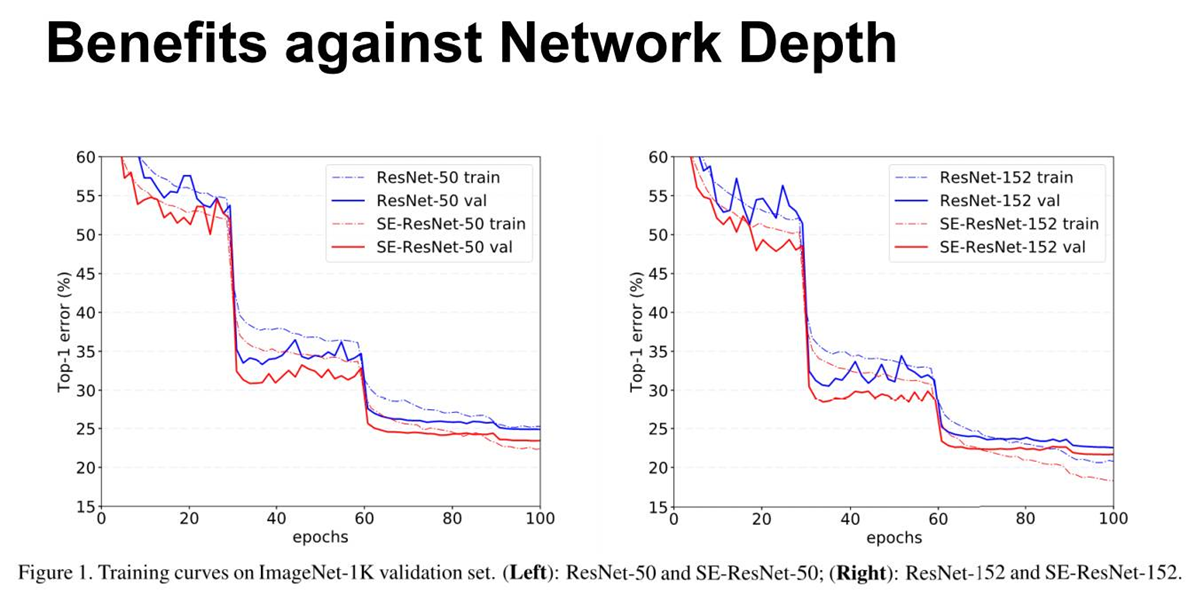 Benefits against Network Depth
60
55
50
45
40
35
30
25
20
15
0
20
40
60
80
100
Top-1 error (%)
epochs
ResNet-50 train
ResNet-50 val
SE-ResNet-50 train
SE-ResNet-50 val
60
55
50
45
40
35
30
25
20
15
0
20
40
60
80
100
Top-1 error (%)
epochs
ResNet-152 train
ResNet-152 val
SE-ResNet-152 train
SE-ResNet-152 val
Figure 1. Training curves on ImageNet-1K validation set. (Left): ResNet-50 and SE-ResNet-50; (Right): ResNet-152 and SE-ResNet-152.